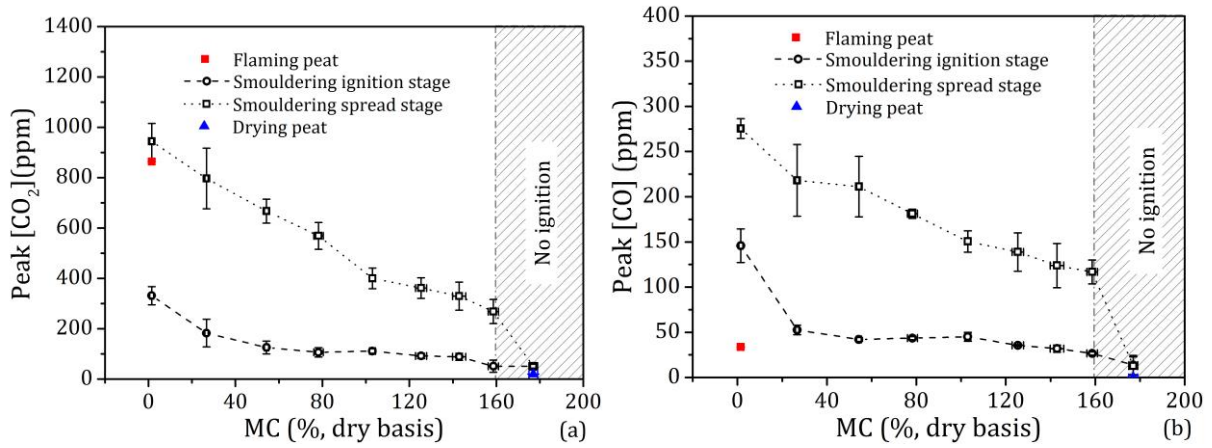 1400
1200
1000
800
600
400
200
0
Peak [CO₂](ppm)
Flaming peat
Smouldering ignition stage
Smouldering spread stage
Drying peat
No ignition
0 40 80 120 160 200
MC (%, dry basis) (a)
400
350
300
250
200
150
100
50
0
Peak [CO] (ppm)
Flaming peat
Smouldering ignition stage
Smouldering spread stage
Drying peat
No ignition
0 40 80 120 160 200
MC (%, dry basis) (b)